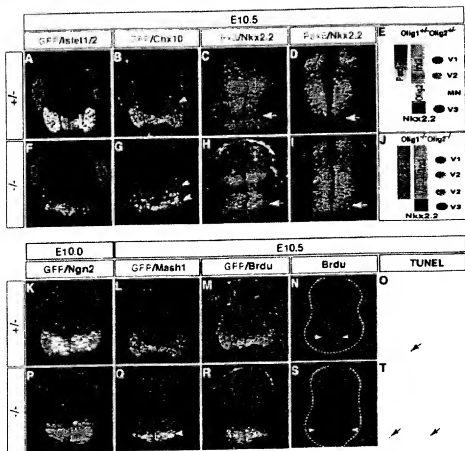 E10.5
GFP/Islet1/2 GFP/Chx10 /Nkx2.2 /Nkx2.2
A B C D E Olig1+/-Olig2+/-
+/-
V1
V2
MN
V3
Olig2
Nkx2.2
F G H I J Olig1+/-Olig2-/-
-/-
V1
V2
V2
V3
Nkx2.2
E10.0 E10.5
GFP/Ngn2 GFP/Mash1 GFP/Brdu Brdu TUNEL
K L M N O
+/-
P Q R S T
-/-